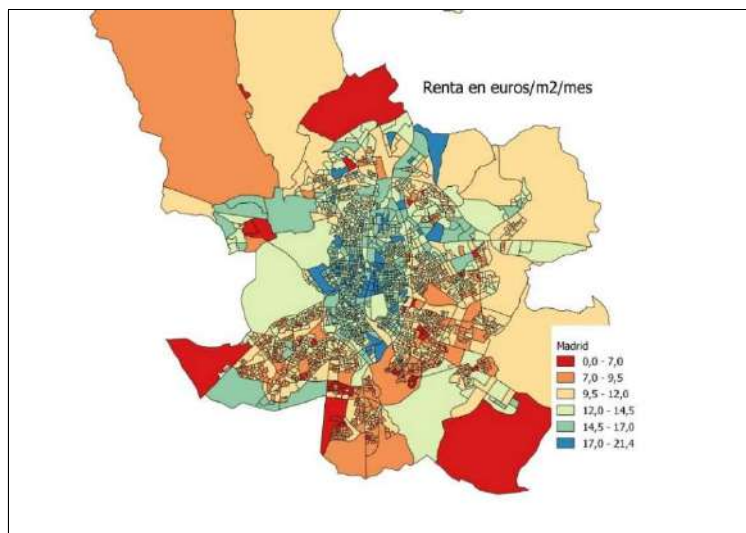 Renta en euros/m2/mes
Madrid
0,0 - 7,0
7,0 - 9,5
9,5 - 12,0
12,0 - 14,5
14,5 - 17,0
17,0 - 21,4